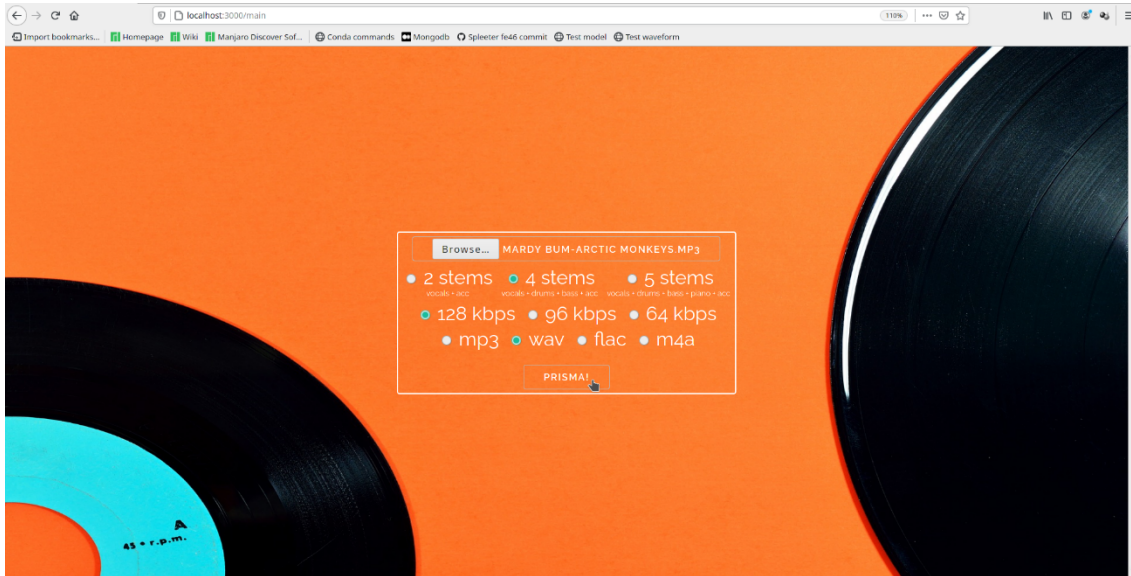 localhost:3000/main
110%
Import bookmarks... Homepage Wiki Manjaro Discover Sof... Conda commands Mongodb Spleeter fe46 commit Test model Test waveform
Browse... MARDY BUM-ARCTIC MONKEYS.MP3
2 stems 4 stems 5 stems
vocals • acc vocals • drums • bass • acc vocals • drums • bass • piano • acc
128 kbps 96 kbps 64 kbps
mp3 wav flac m4a
PRISMA!
A
45 • r.p.m.